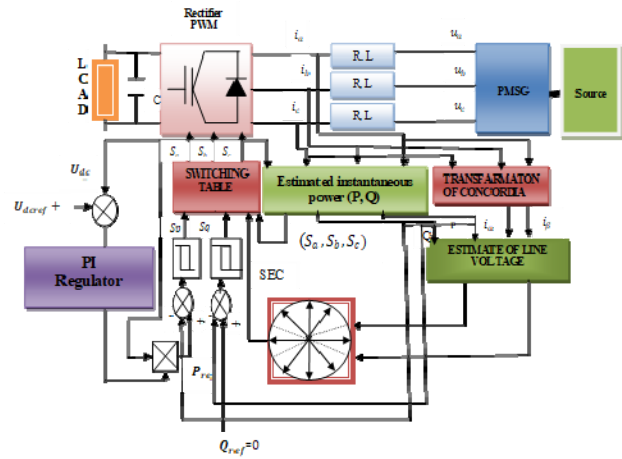 Rectifier
PWM
L
C
A
D
C
i_a
i_b
i_c
R.L
R.L
R.L
u_a
u_b
u_c
PMSG
Source
S_a
S_b
S_c
U_dc
-
U_dcref +
SWITCHING
TABLE
Estimated instantaneous
power (P, Q)
TRANSFARMATON
OF CONCORDIA
PI
Regulator
S_p
S_q
(S_a, S_b, S_c)
i_α
i_β
ESTIMATE OF LINE
VOLTAGE
SEC
-
+
-
+
P_ref
Q_ref=0